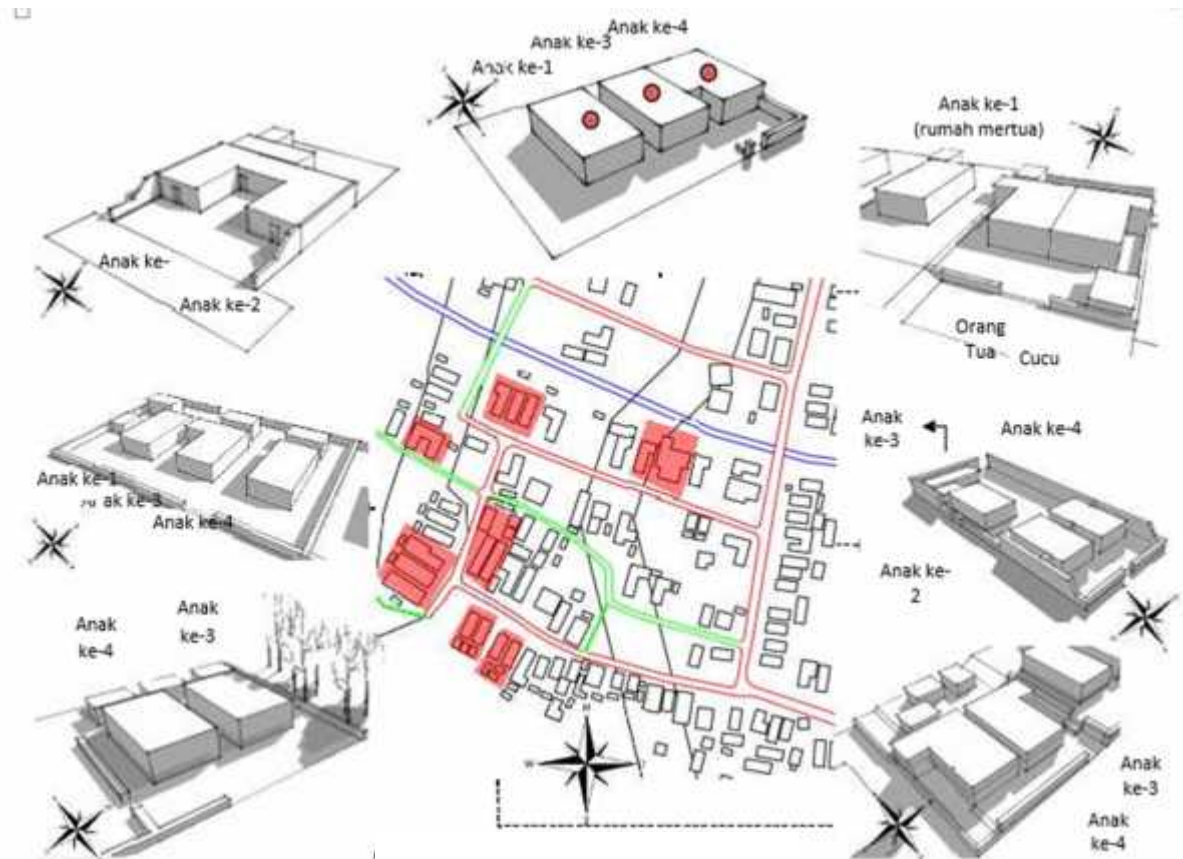 Anak ke-4
Anak ke-3
Anak ke-1
Anak ke-1
(rumah mertua)
Anak ke-
Anak ke-2
Orang
Tua
Cucu
Anak
ke-3
Anak ke-4
Anak ke-1
ak ke-3
Anak ke-4
Anak ke-
2
Anak
ke-4
Anak
ke-3
Anak
ke-3
Anak
ke-4
W